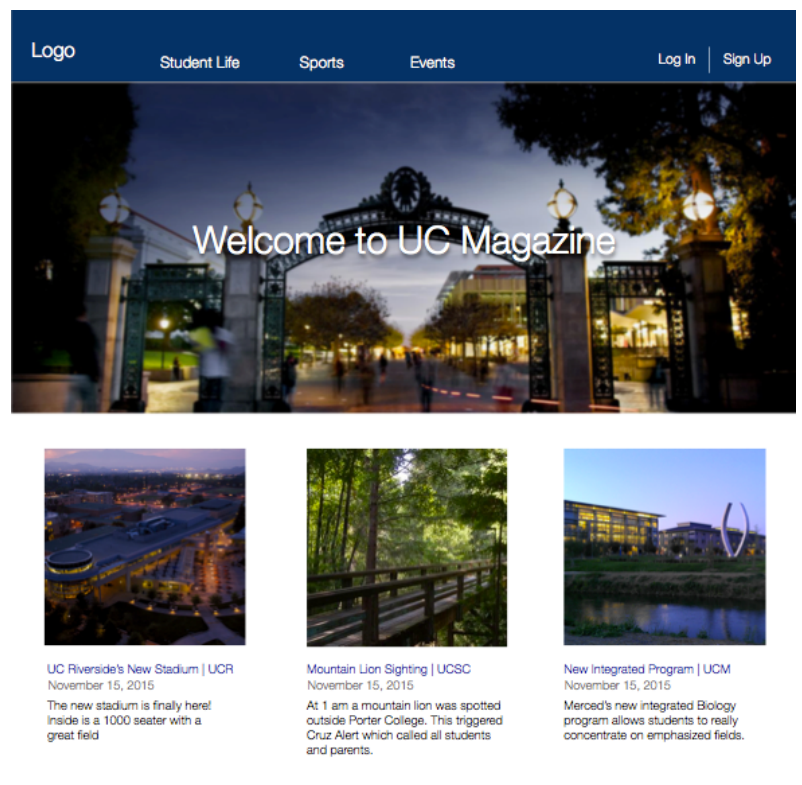 Logo
Student Life
Sports
Events
Log In
Sign Up
Welcome to UC Magazine
UC Riverside's New Stadium | UCR
November 15, 2015
The new stadium is finally here!
Inside is a 1000 seater with a
great field
Mountain Lion Sighting | UCSC
November 15, 2015
At 1 am a mountain lion was spotted
outside Porter College. This triggered
Cruz Alert which called all students
and parents.
New Integrated Program | UCM
November 15, 2015
Merced's new integrated Biology
program allows students to really
concentrate on emphasized fields.